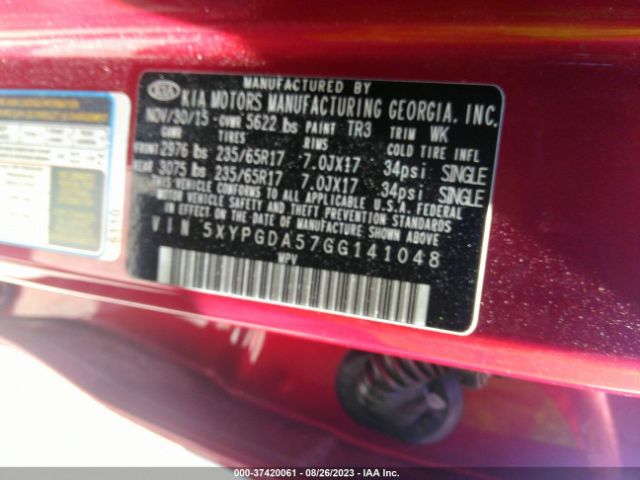 MANUFACTURED BY
KIA KIA MOTORS MANUFACTURING GEORGIA, INC.
NOV/30/15 GVWR 5622 lbs PAINT TR3 TRIM WK
GAWR TIRES RIMS COLD TIRE INFL
FRONT 2976 lbs 235/65R17 7.0JX17 34psi SINGLE
REAR 3075 lbs 235/65R17 7.0JX17 34psi SINGLE
THIS VEHICLE CONFORMS TO ALL APPLICABLE U.S.A. FEDERAL
MOTOR VEHICLE SAFETY AND THEFT PREVENTION STANDARDS
IN EFFECT ON THE DATE OF MANUFACTURE SHOWN ABOVE
VIN 5XYPGDA57GG141048
MPV
6110
000-37420061 - 08/26/2023 - IAA Inc.